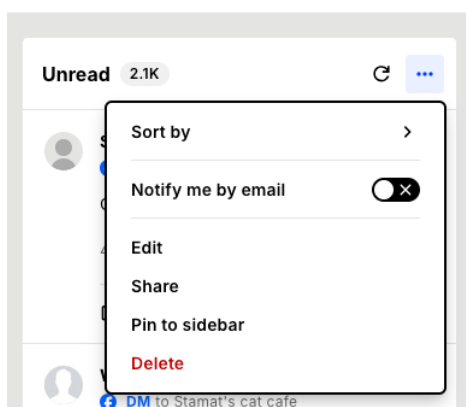 Unread 2.1K
Sort by
Notify me by email
Edit
Share
Pin to sidebar
Delete
DM to Stamat's cat cafe